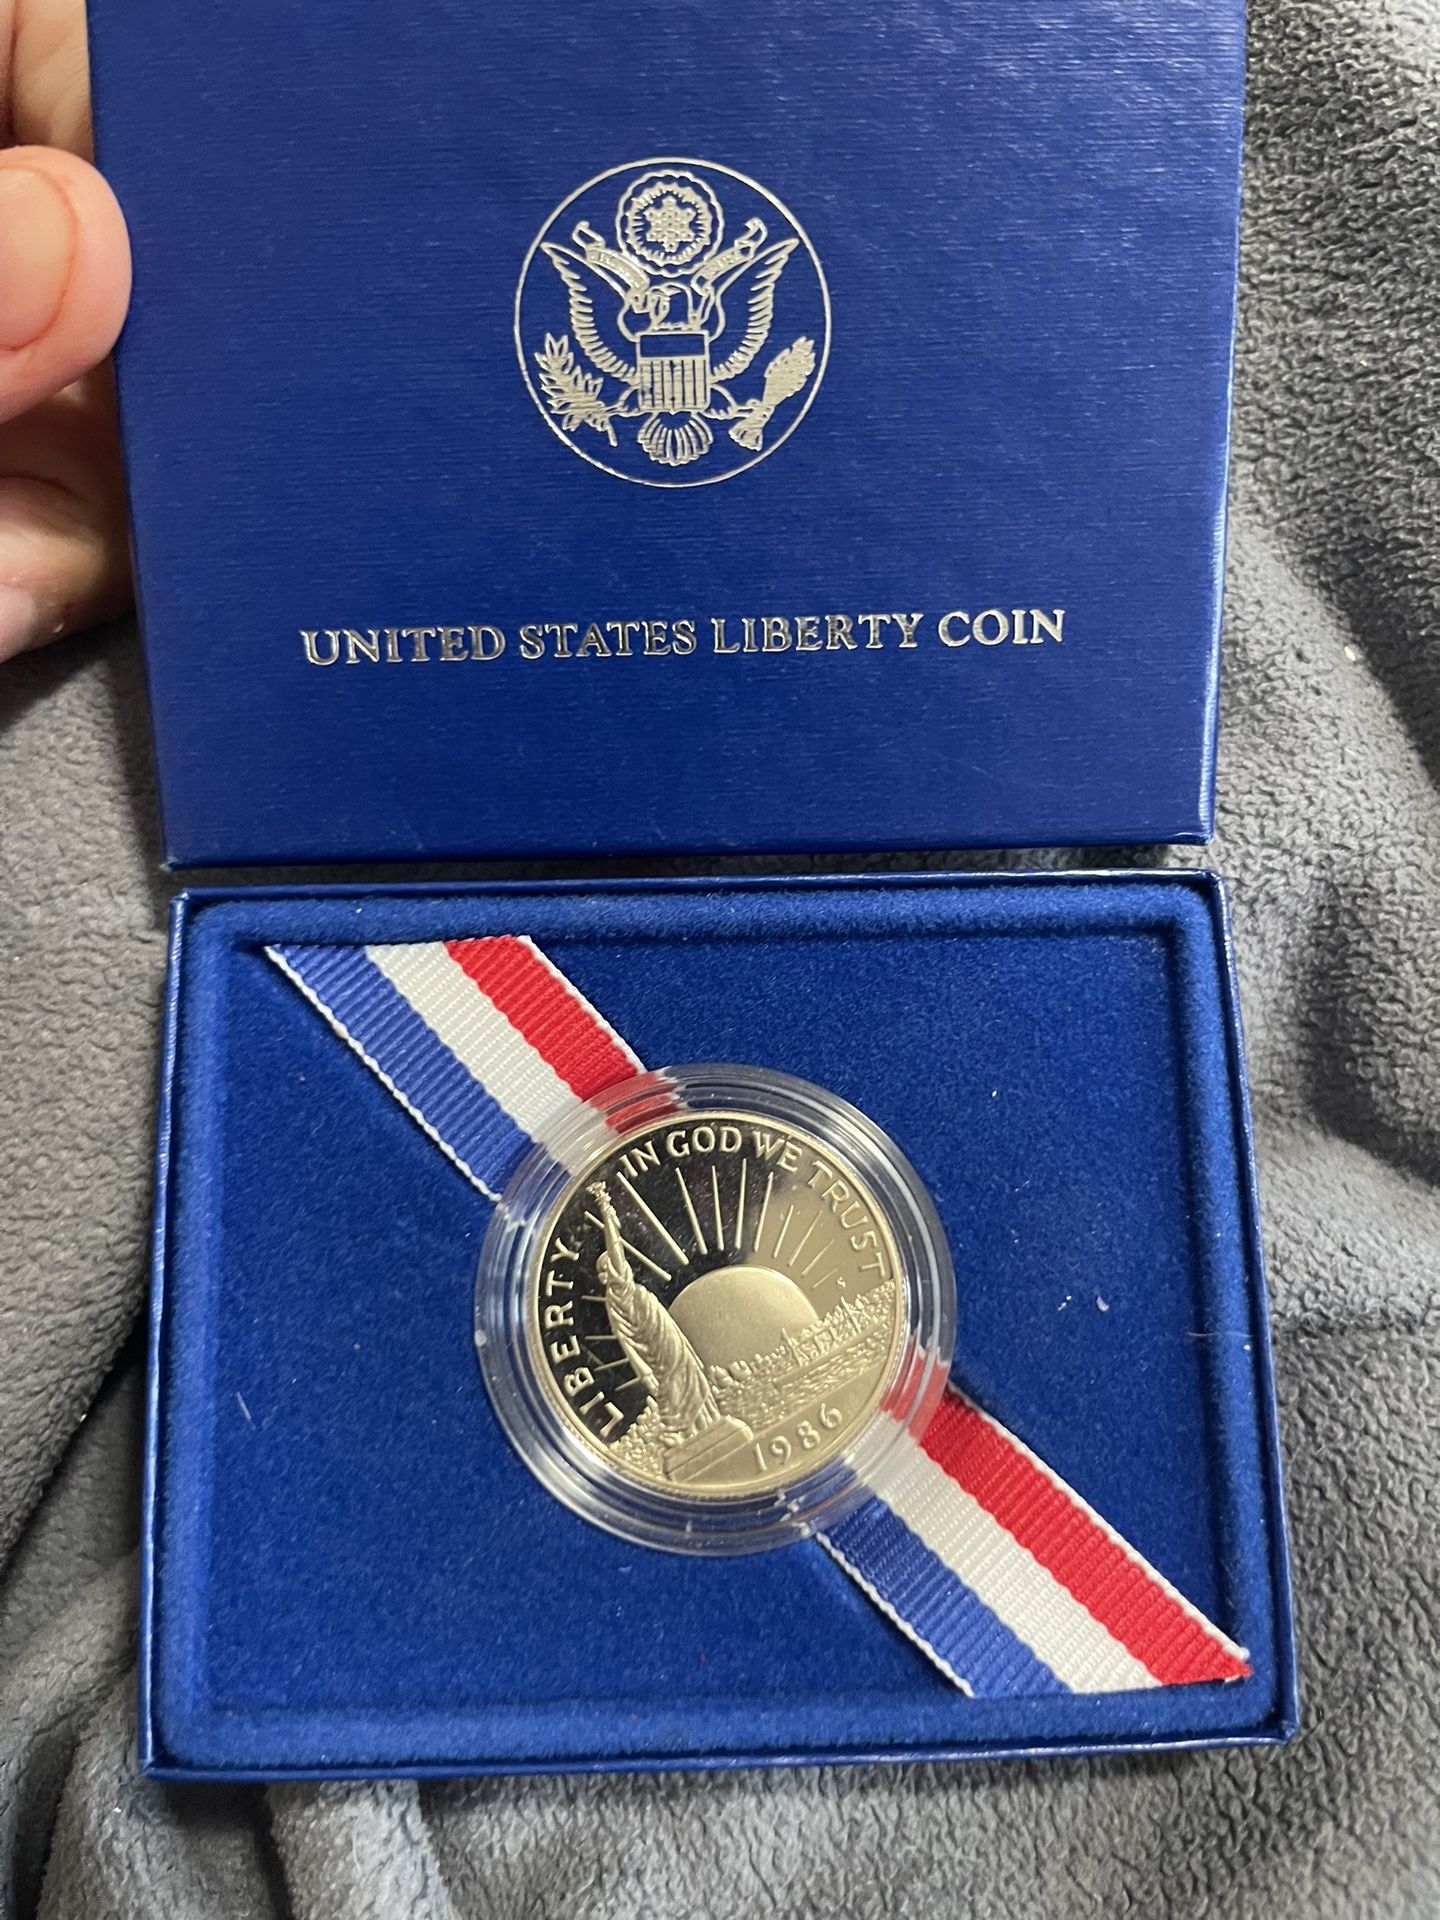 UNITED STATES LIBERTY COIN
LIBERTY
IN GOD WE TRUST
1986